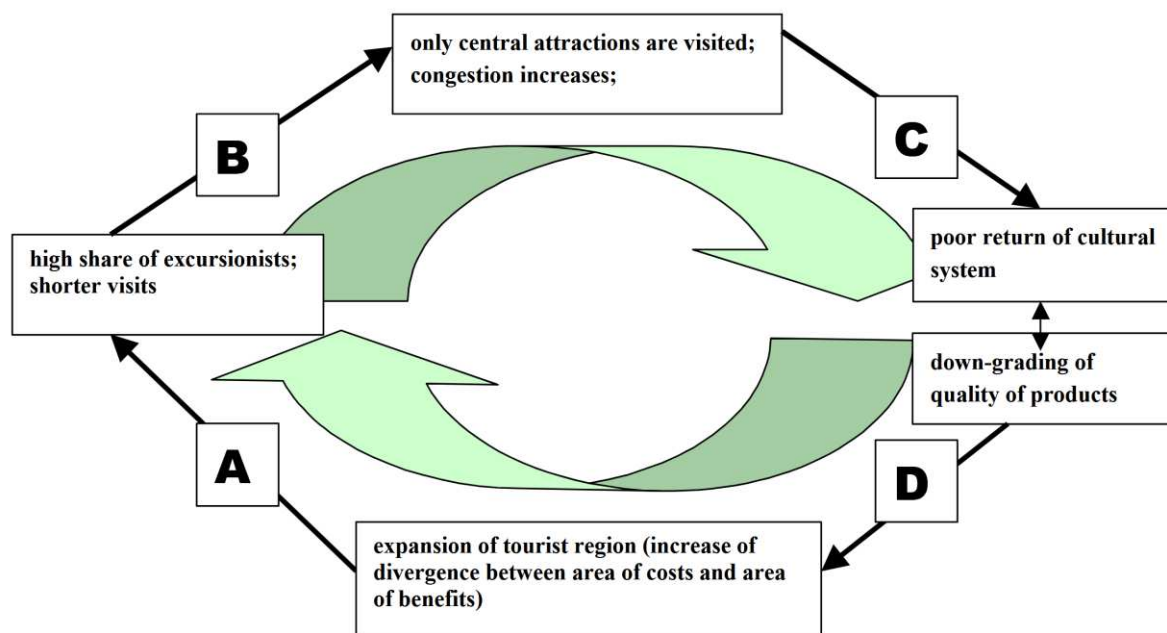 only central attractions are visited;
congestion increases;
B
C
high share of excursionists;
shorter visits
poor return of cultural
system
down-grading of
quality of products
A
D
expansion of tourist region (increase of
divergence between area of costs and area
of benefits)